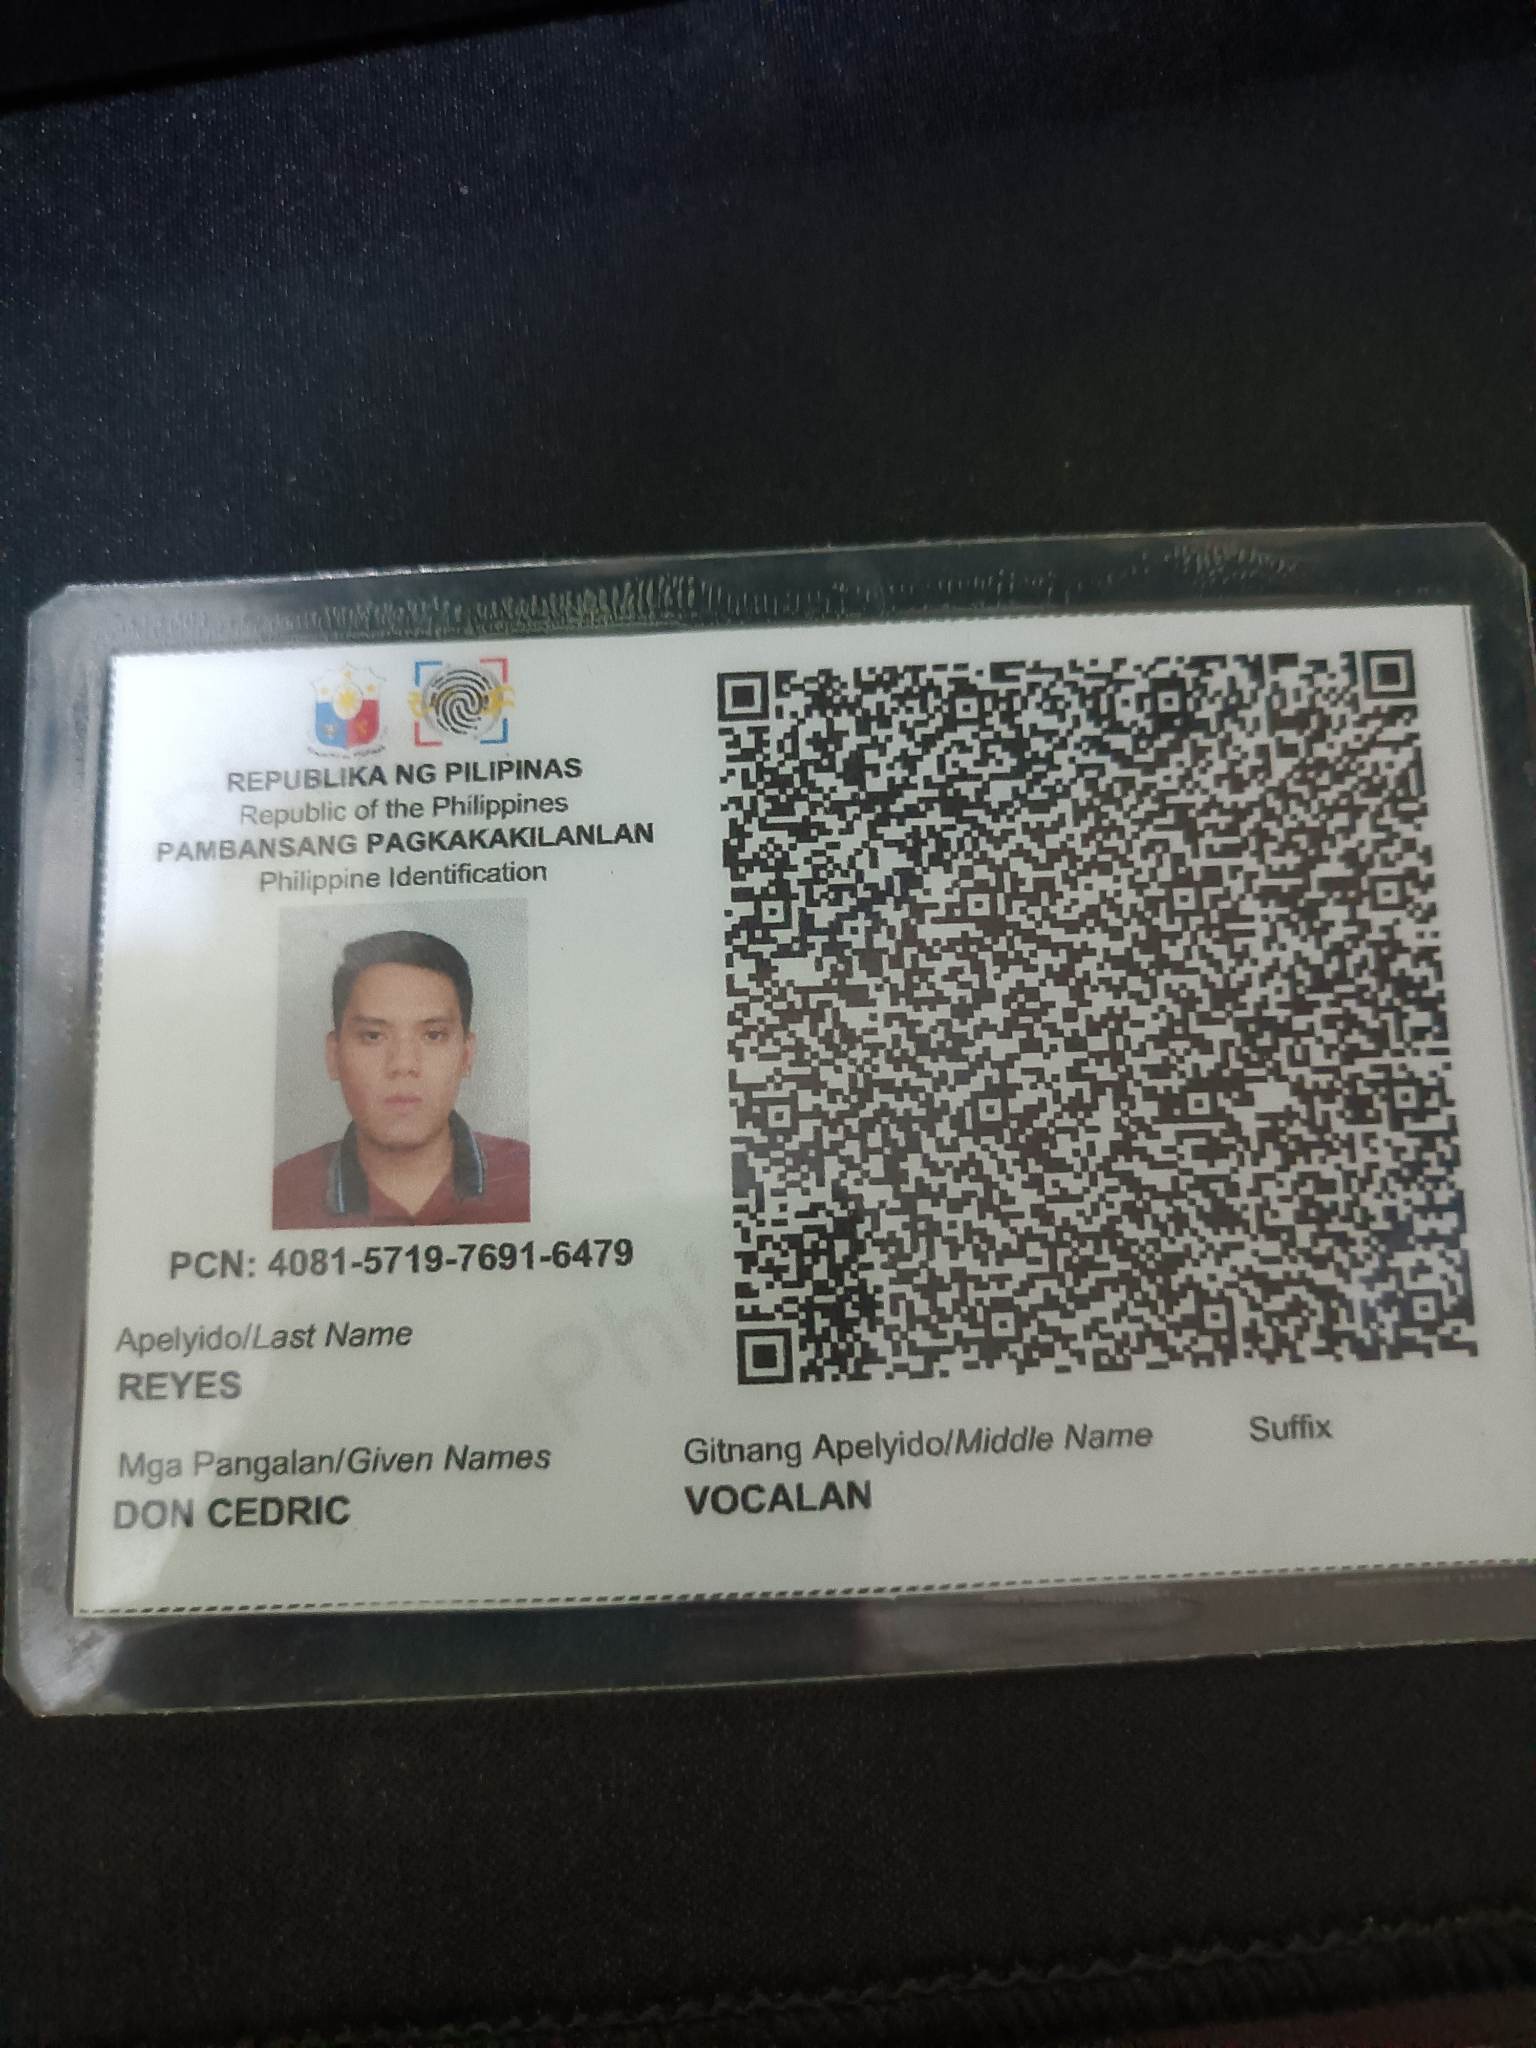 REPUBLIKA NG PILIPINAS
Republic of the Philippines
PAMBANSANG PAGKAKAKILANLAN
Philippine Identification
PCN: 4081-5719-7691-6479
Apelyido/Last Name
REYES
Mga Pangalan/Given Names
DON CEDRIC
Gitnang Apelyido/Middle Name
VOCALAN
Suffix